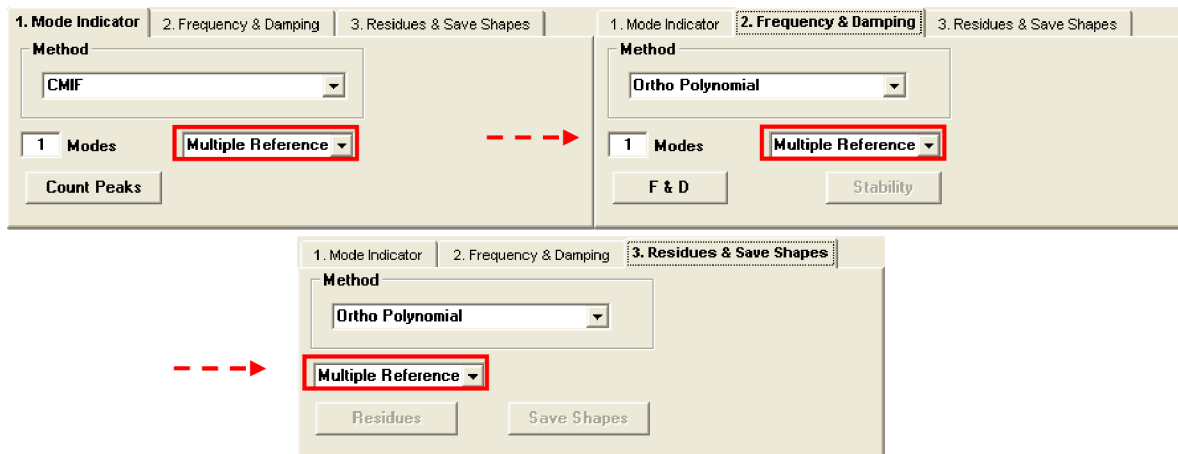 1. Mode Indicator 2. Frequency & Damping 3. Residues & Save Shapes
Method
CMIF
1 Modes Multiple Reference
Count Peaks
1. Mode Indicator 2. Frequency & Damping 3. Residues & Save Shapes
Method
Ortho Polynomial
1 Modes Multiple Reference
F & D Stability
1. Mode Indicator 2. Frequency & Damping 3. Residues & Save Shapes
Method
Ortho Polynomial
Multiple Reference
Residues Save Shapes